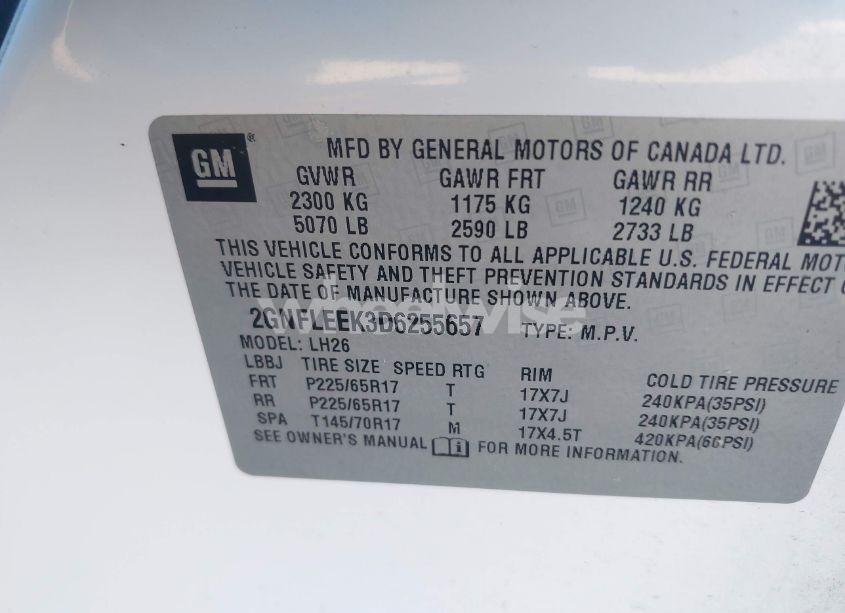 GM ®
MFD BY GENERAL MOTORS OF CANADA LTD.
GVWR GAWR FRT GAWR RR
2300 KG 1175 KG 1240 KG
5070 LB 2590 LB 2733 LB
THIS VEHICLE CONFORMS TO ALL APPLICABLE U.S. FEDERAL MOT
VEHICLE SAFETY AND THEFT PREVENTION STANDARDS IN EFFECT O
THE DATE OF MANUFACTURE SHOWN ABOVE.
wheelwise
2GNFLEEK3D6255657 TYPE: M.P.V.
MODEL: LH26
LBBJ TIRE SIZE SPEED RTG RIM COLD TIRE PRESSURE
FRT P225/65R17 T 17X7J 240KPA(35PSI)
RR P225/65R17 T 17X7J 240KPA(35PSI)
SPA T145/70R17 M 17X4.5T 420KPA(60PSI)
SEE OWNER'S MANUAL i FOR MORE INFORMATION.